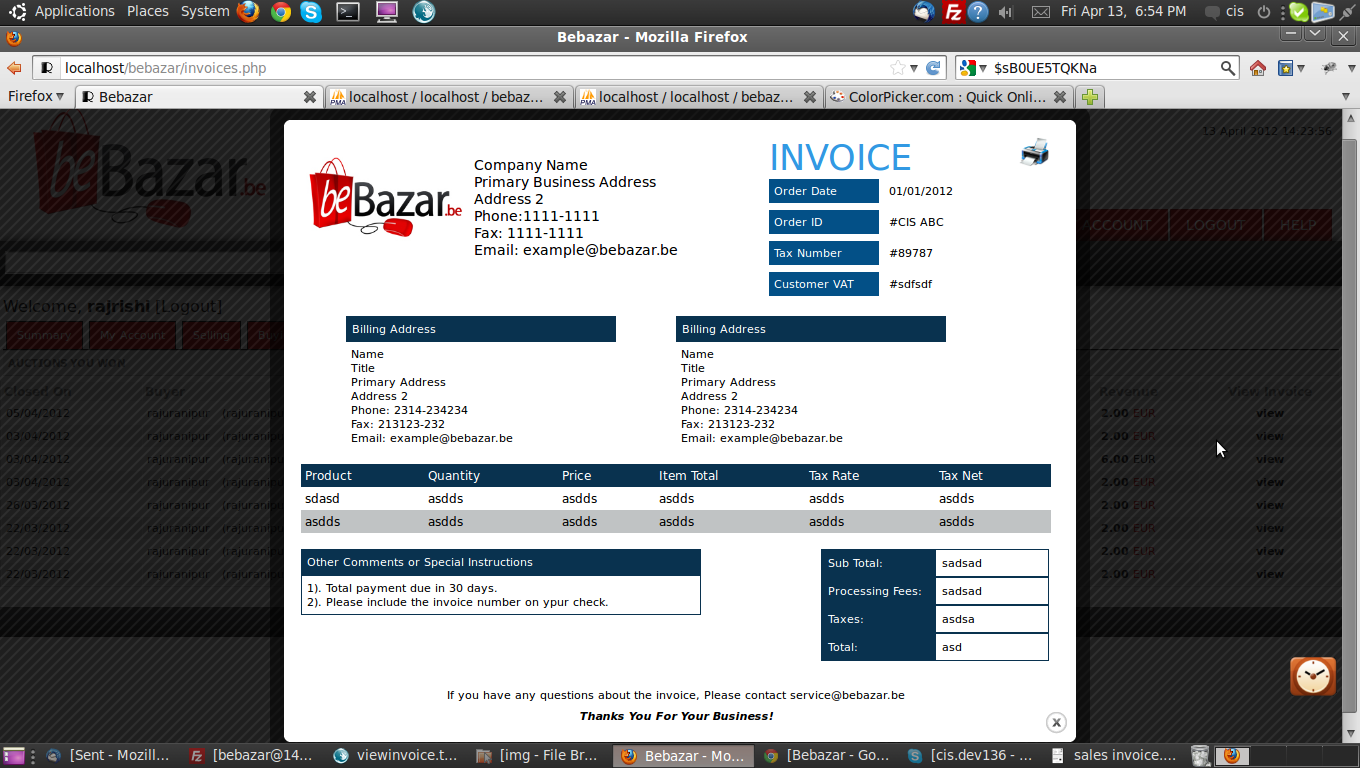 Applications Places System Fri Apr 13, 6:54 PM cis
Bebazar - Mozilla Firefox
localhost/bebazar/invoices.php $sB0UE5TQKNa
Firefox Bebazar localhost / localhost / bebaz... localhost / localhost / bebaz... ColorPicker.com : Quick Onli...
13 April 2012 14:23:56
beBazar.be
ACCOUNT LOGOUT HELP
Welcome, rajrishi [Logout]
Summary My Account Selling
AUCTIONS YOU WON
Closed On Buyer Revenue View Invoice
05/04/2012 rajuranipur (rajuranip 2.00 EUR view
03/04/2012 rajuranipur (rajuranip 2.00 EUR view
03/04/2012 rajuranipur (rajuranip 6.00 EUR view
03/04/2012 rajuranipur (rajuranip 2.00 EUR view
26/03/2012 rajuranipur (rajuranip 2.00 EUR view
22/03/2012 rajuranipur (rajuranip 2.00 EUR view
22/03/2012 rajuranipur (rajuranip 2.00 EUR view
22/03/2012 rajuranipur (rajuranip 2.00 EUR view
beBazar.be
Company Name
Primary Business Address
Address 2
Phone:1111-1111
Fax: 1111-1111
Email: example@bebazar.be
INVOICE
Order Date 01/01/2012
Order ID #CIS ABC
Tax Number #89787
Customer VAT #sdfsdf
Billing Address
Name
Title
Primary Address
Address 2
Phone: 2314-234234
Fax: 213123-232
Email: example@bebazar.be
Billing Address
Name
Title
Primary Address
Address 2
Phone: 2314-234234
Fax: 213123-232
Email: example@bebazar.be
Product Quantity Price Item Total Tax Rate Tax Net
sdasd asdds asdds asdds asdds asdds
asdds asdds asdds asdds asdds asdds
Other Comments or Special Instructions
1). Total payment due in 30 days.
2). Please include the invoice number on ypur check.
Sub Total: sadsad
Processing Fees: sadsad
Taxes: asdsa
Total: asd
If you have any questions about the invoice, Please contact service@bebazar.be
Thanks You For Your Business!
[Sent - Mozill... [bebazar@14... viewinvoice.t... [img - File Br... Bebazar - Mo... [Bebazar - Go... [cis.dev136 - ... sales invoice....